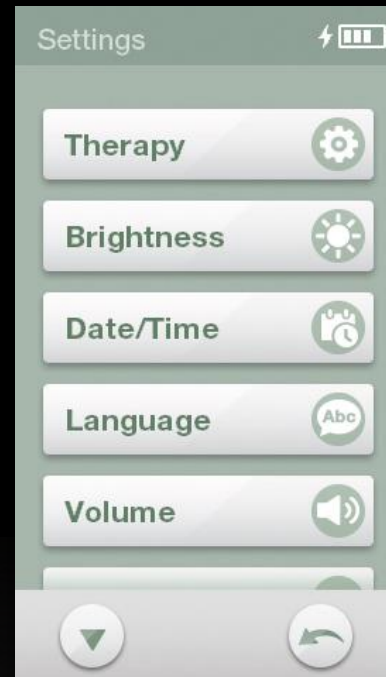 Settings
Therapy
Brightness
Date/Time
Language
Abc
Volume